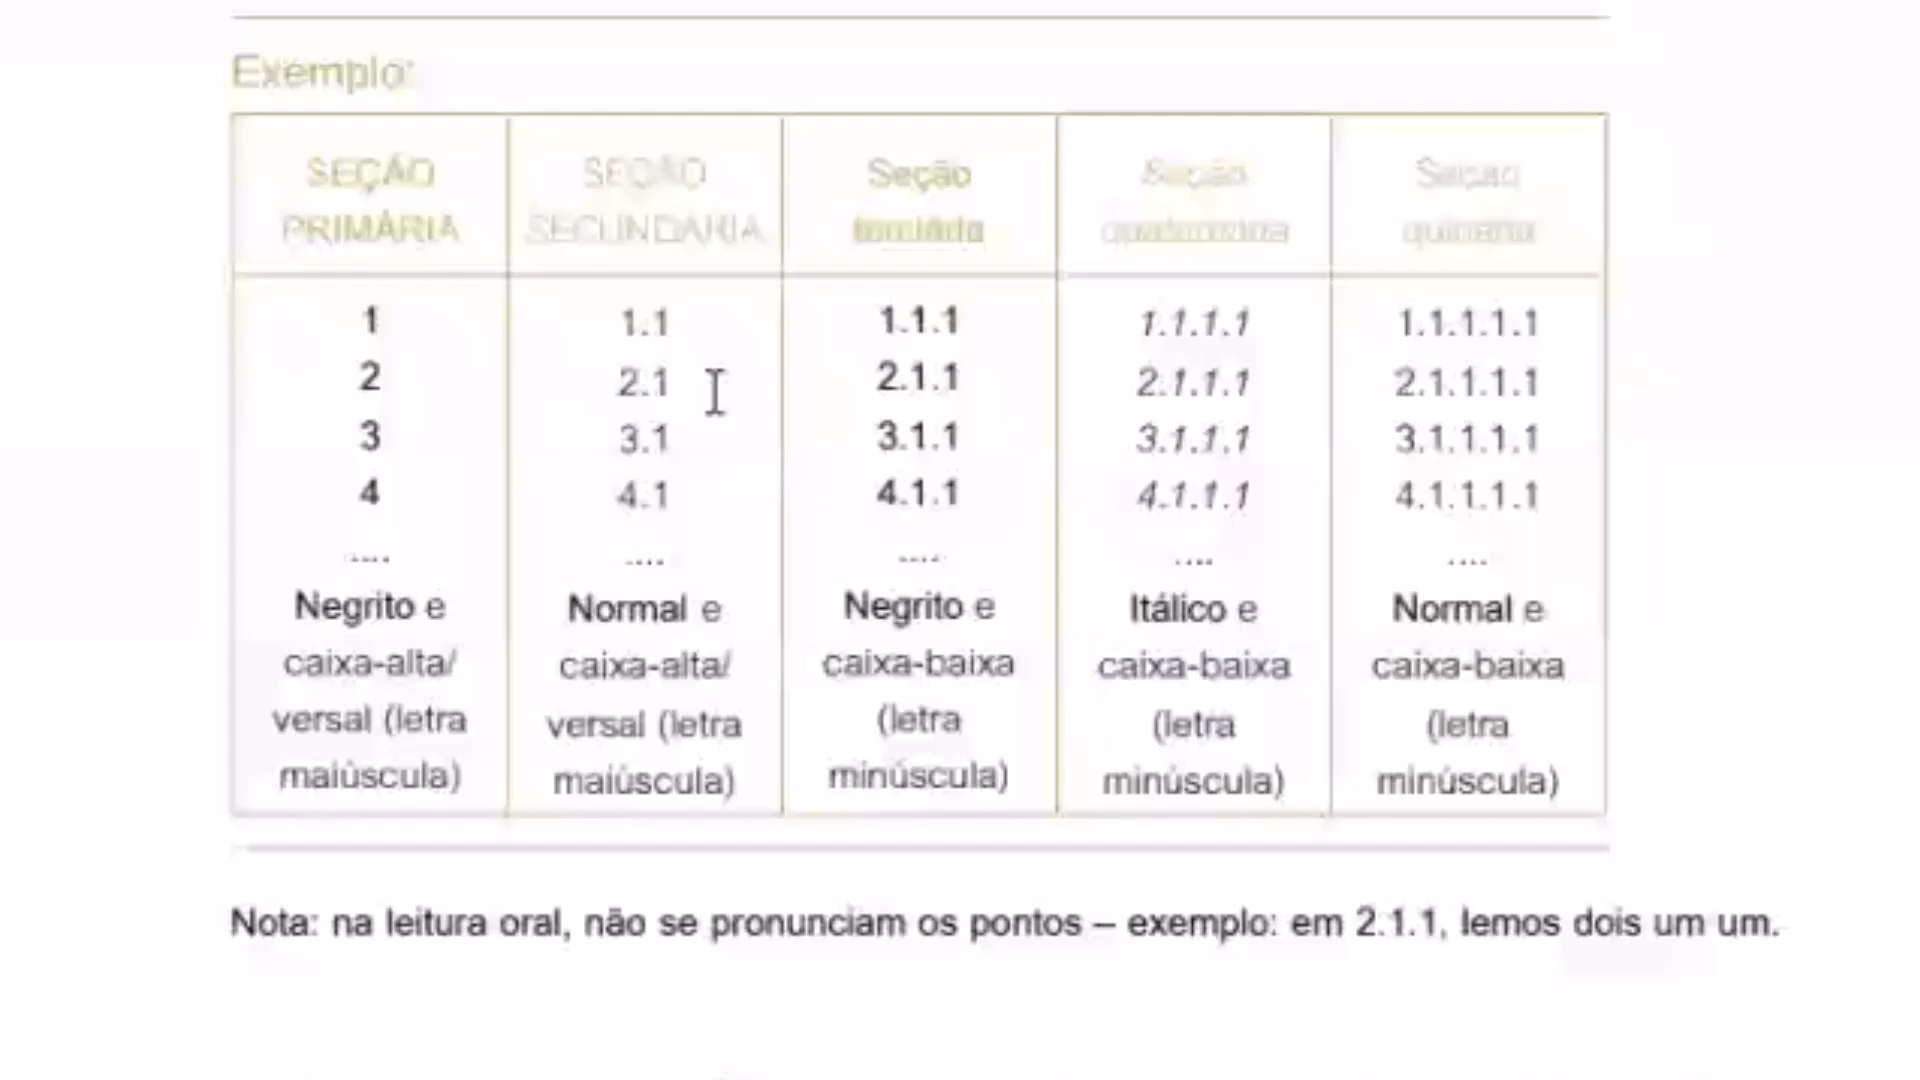 Exemplo:
SEÇÃO PRIMÁRIA
SEÇÃO SECUNDÁRIA
Seção terciária
Seção quaternária
Seção quinária
1 1.1 1.1.1 1.1.1.1 1.1.1.1.1
2 2.1 2.1.1 2.1.1.1 2.1.1.1.1
3 3.1 3.1.1 3.1.1.1 3.1.1.1.1
4 4.1 4.1.1 4.1.1.1 4.1.1.1.1
.... .... .... .... ....
Negrito e Normal e Negrito e Itálico e Normal e
caixa-alta/ caixa-alta/ caixa-baixa caixa-baixa caixa-baixa
versal (letra versal (letra (letra (letra (letra
maiúscula) maiúscula) minúscula) minúscula) minúscula)
Nota: na leitura oral, não se pronunciam os pontos – exemplo: em 2.1.1, lemos dois um um.